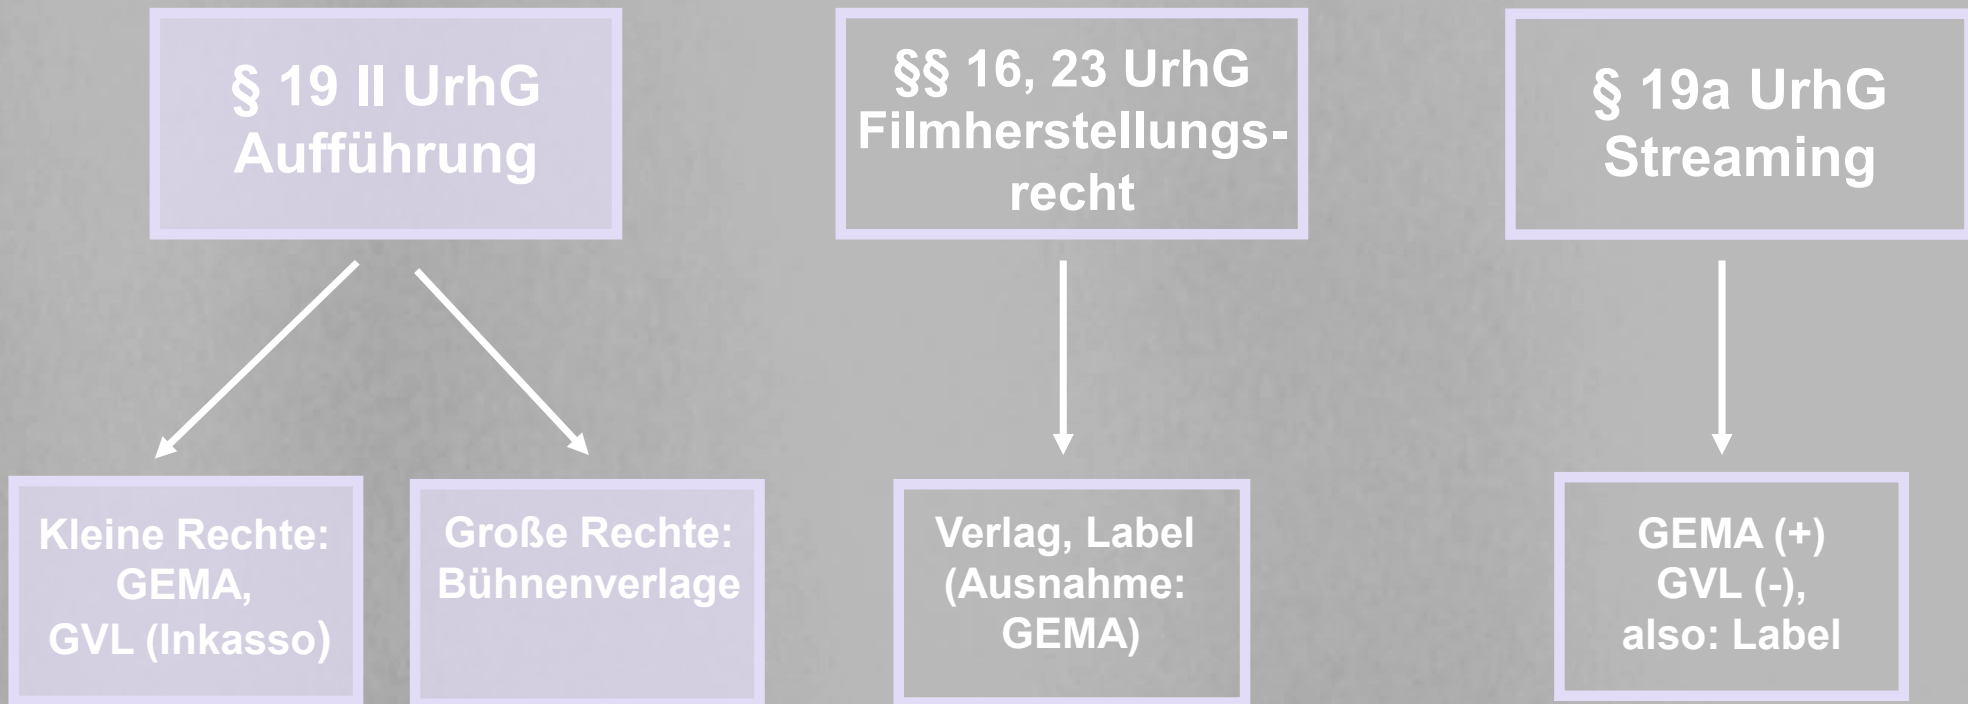 § 19 II UrhG
Aufführung
§§ 16, 23 UrhG
Filmherstellungs-
recht
§ 19a UrhG
Streaming
Kleine Rechte:
GEMA,
GVL (Inkasso)
Große Rechte:
Bühnenverlage
Verlag, Label
(Ausnahme:
GEMA)
GEMA (+)
GVL (-),
also: Label